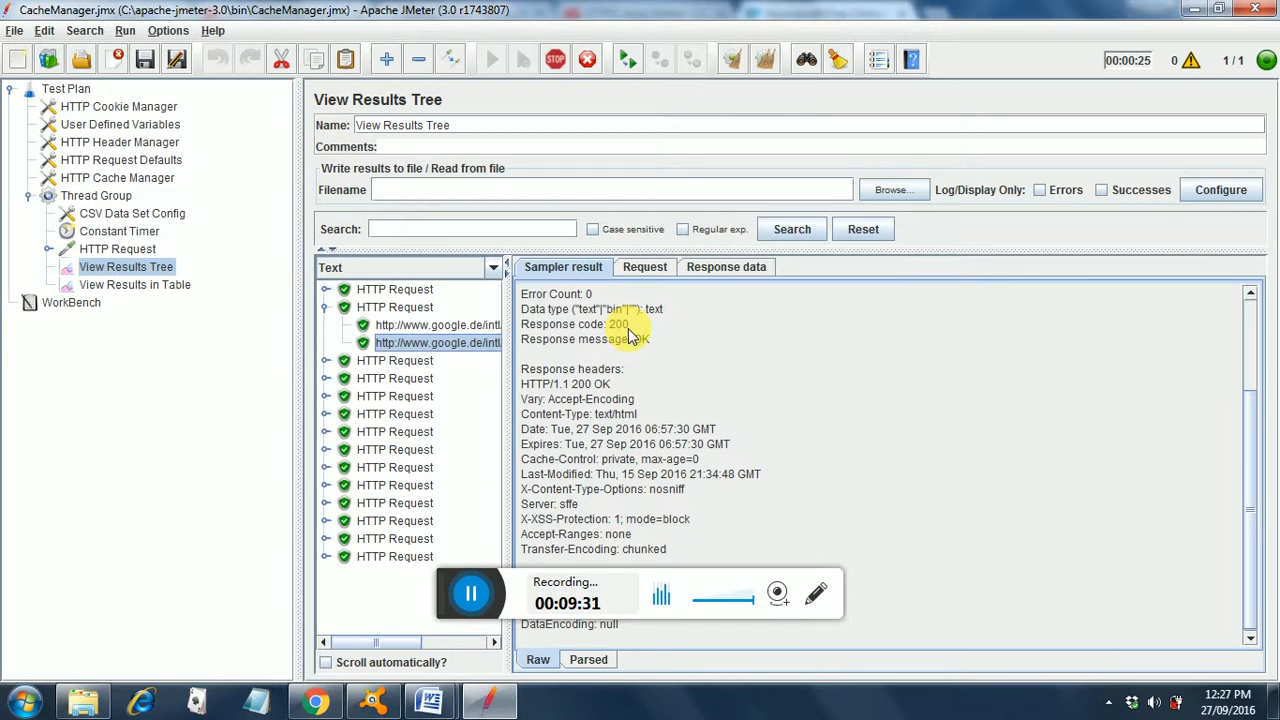 CacheManager.jmx (C:\apache-jmeter-3.0\bin\CacheManager.jmx) - Apache JMeter (3.0 r1743807)
File Edit Search Run Options Help
STOP
00:00:25 0 1 / 1
Test Plan
HTTP Cookie Manager
User Defined Variables
HTTP Header Manager
HTTP Request Defaults
HTTP Cache Manager
Thread Group
CSV Data Set Config
Constant Timer
HTTP Request
View Results Tree
View Results in Table
WorkBench
View Results Tree
Name: View Results Tree
Comments:
Write results to file / Read from file
Filename Browse... Log/Display Only: Errors Successes Configure
Search: Case sensitive Regular exp. Search Reset
Text
HTTP Request
HTTP Request
http://www.google.de/intl.
http://www.google.de/intl.
HTTP Request
HTTP Request
HTTP Request
HTTP Request
HTTP Request
HTTP Request
HTTP Request
HTTP Request
HTTP Request
HTTP Request
HTTP Request
HTTP Request
Scroll automatically?
Sampler result Request Response data
Error Count: 0
Data type ("text"|"bin"|""): text
Response code: 200
Response message: OK
Response headers:
HTTP/1.1 200 OK
Vary: Accept-Encoding
Content-Type: text/html
Date: Tue, 27 Sep 2016 06:57:30 GMT
Expires: Tue, 27 Sep 2016 06:57:30 GMT
Cache-Control: private, max-age=0
Last-Modified: Thu, 15 Sep 2016 21:34:48 GMT
X-Content-Type-Options: nosniff
Server: sffe
X-XSS-Protection: 1; mode=block
Accept-Ranges: none
Transfer-Encoding: chunked
Recording...
00:09:31
DataEncoding: null
Raw Parsed
12:27 PM
27/09/2016